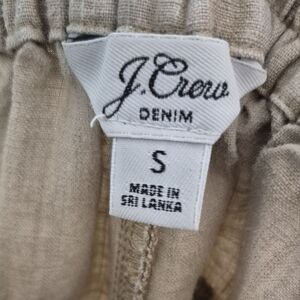 J.Crew
DENIM
S
MADE IN
SRI LANKA